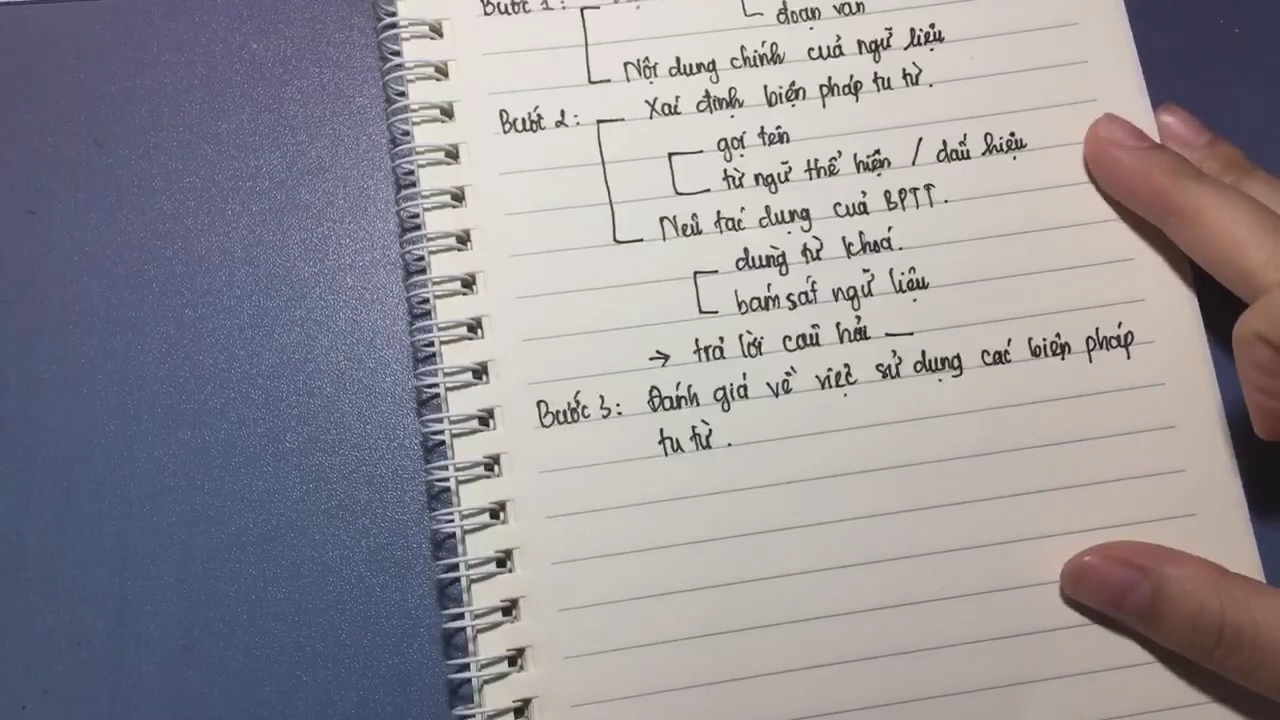 Bước 1:
đoạn văn
Nội dung chính của ngữ liệu
Bước 2: Xác định biện pháp tu từ.
gọi tên
từ ngữ thể hiện / dấu hiệu
Nêu tác dụng của BPTT.
dùng từ khoá.
bám sát ngữ liệu
→ trả lời câu hỏi —
Bước 3: Đánh giá về việc sử dụng các biện pháp
tu từ.